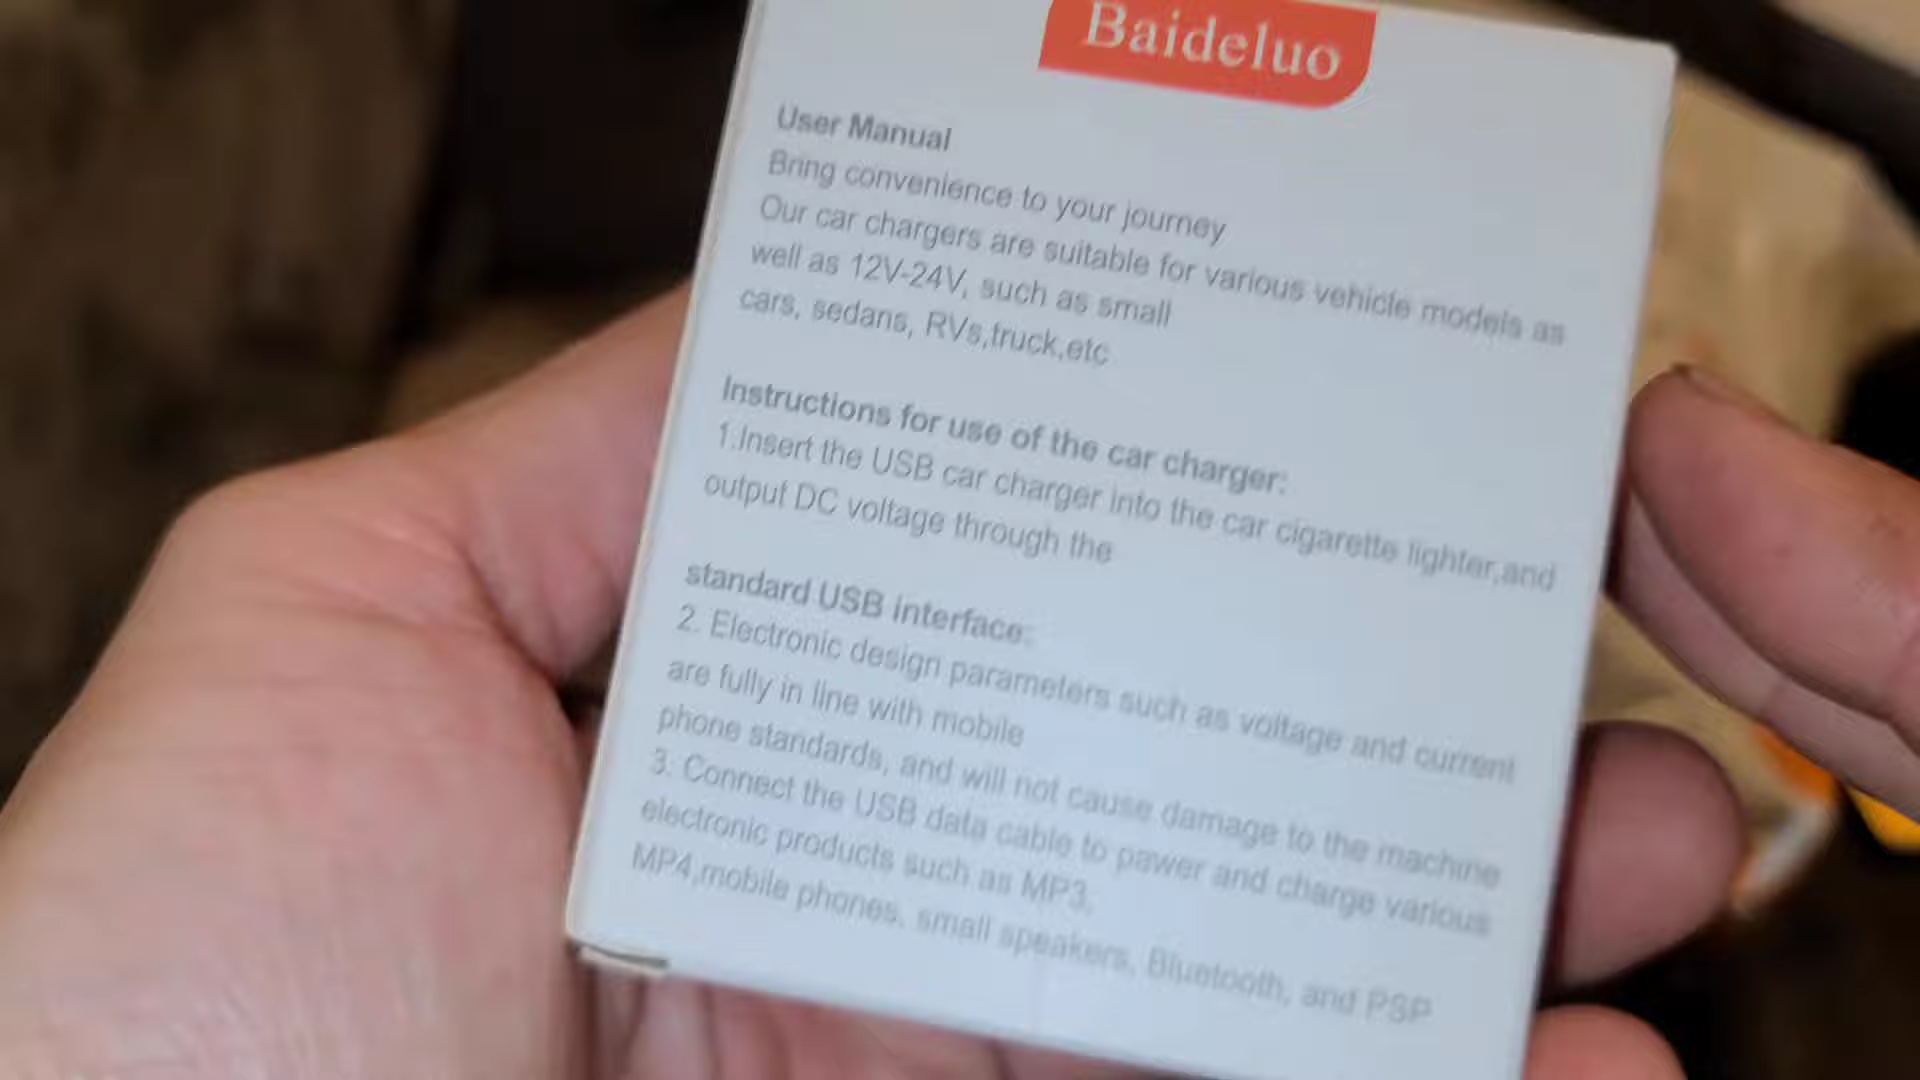 Baideluo
User Manual
Bring convenience to your journey
Our car chargers are suitable for various vehicle models as
well as 12V-24V, such as small
cars, sedans, RVs,truck,etc
Instructions for use of the car charger:
1.Insert the USB car charger into the car cigarette lighter,and
output DC voltage through the
standard USB interface:
2. Electronic design parameters such as voltage and current
are fully in line with mobile
phone standards, and will not cause damage to the machine
3. Connect the USB data cable to pawer and charge various
electronic products such as MP3,
MP4,mobile phones, small speakers, Bluetooth, and PSP